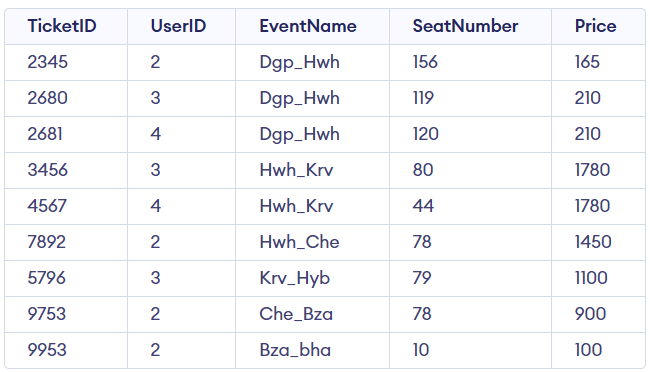 TicketID UserID EventName SeatNumber Price
2345 2 Dgp_Hwh 156 165
2680 3 Dgp_Hwh 119 210
2681 4 Dgp_Hwh 120 210
3456 3 Hwh_Krv 80 1780
4567 4 Hwh_Krv 44 1780
7892 2 Hwh_Che 78 1450
5796 3 Krv_Hyb 79 1100
9753 2 Che_Bza 78 900
9953 2 Bza_bha 10 100